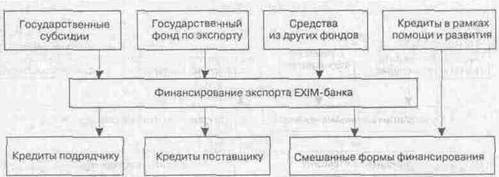 Государственные
субсидии
Государственный
фонд по экспорту
Средства
из других фондов
Кредиты в рамках
помощи и развития
Финансирование экспорта EXIM-банка
Кредиты подрядчику
Кредиты поставщику
Смешанные формы финансирования